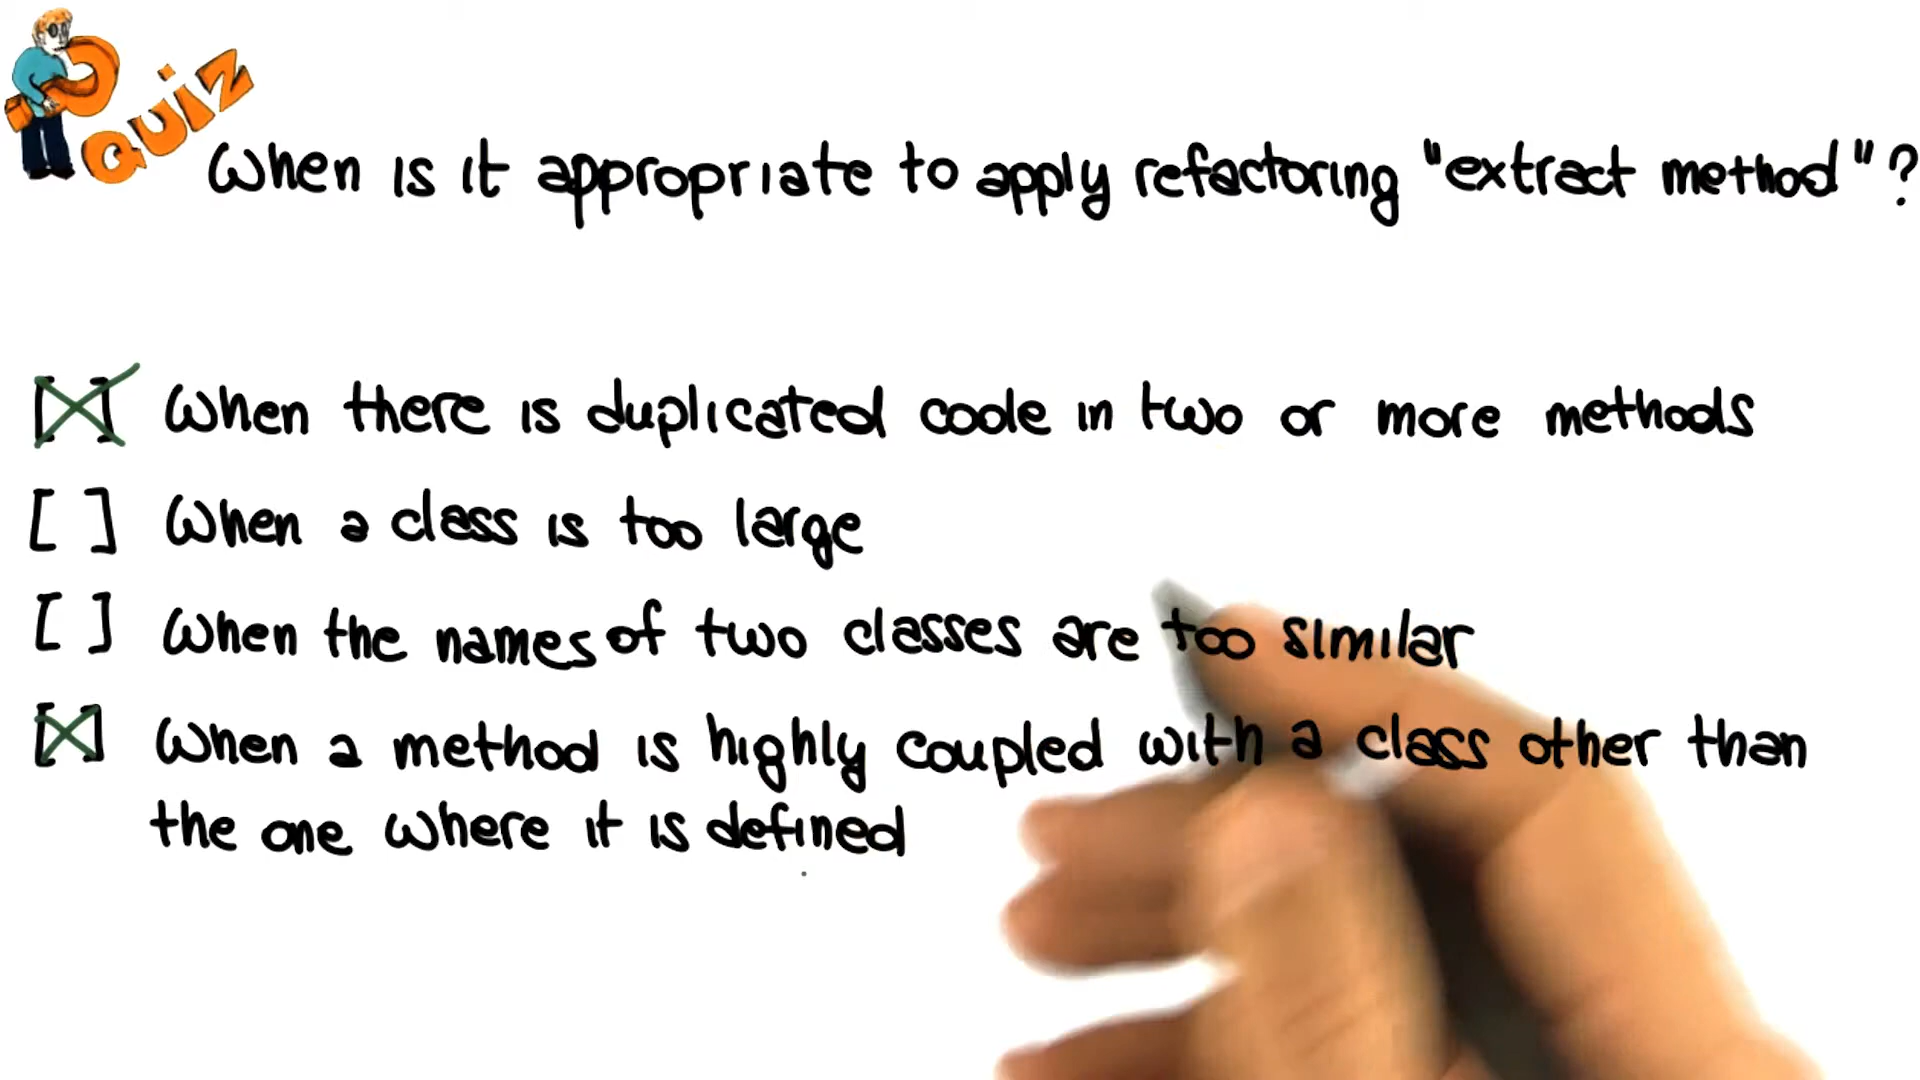 Quiz
When is it appropriate to apply refactoring "extract method"?
[X] When there is duplicated code in two or more methods
[ ] When a class is too large
[ ] When the names of two classes are too similar
[X] When a method is highly coupled with a class other than
the one where it is defined